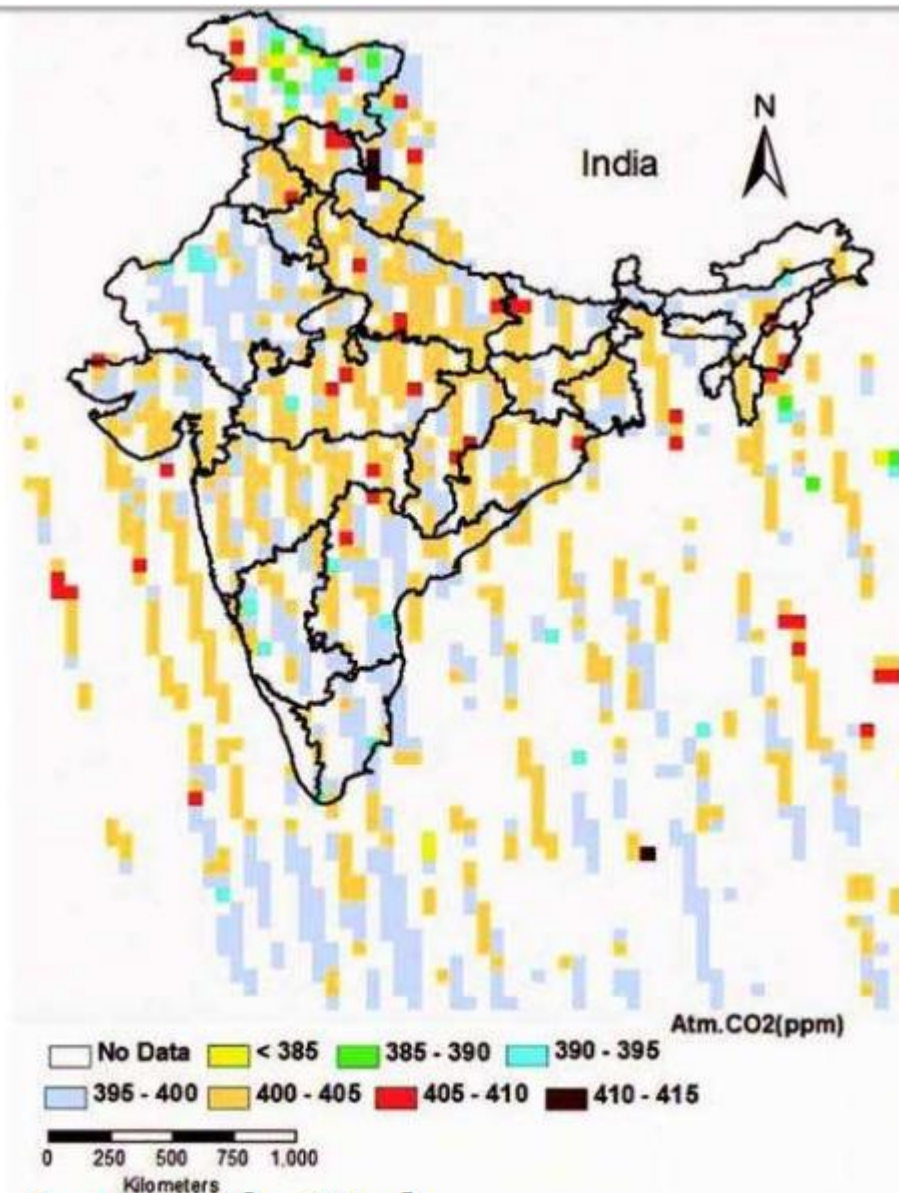 N
India
Atm.CO2(ppm)
No Data < 385 385 - 390 390 - 395
395 - 400 400 - 405 405 - 410 410 - 415
0 250 500 750 1,000
Kilometers